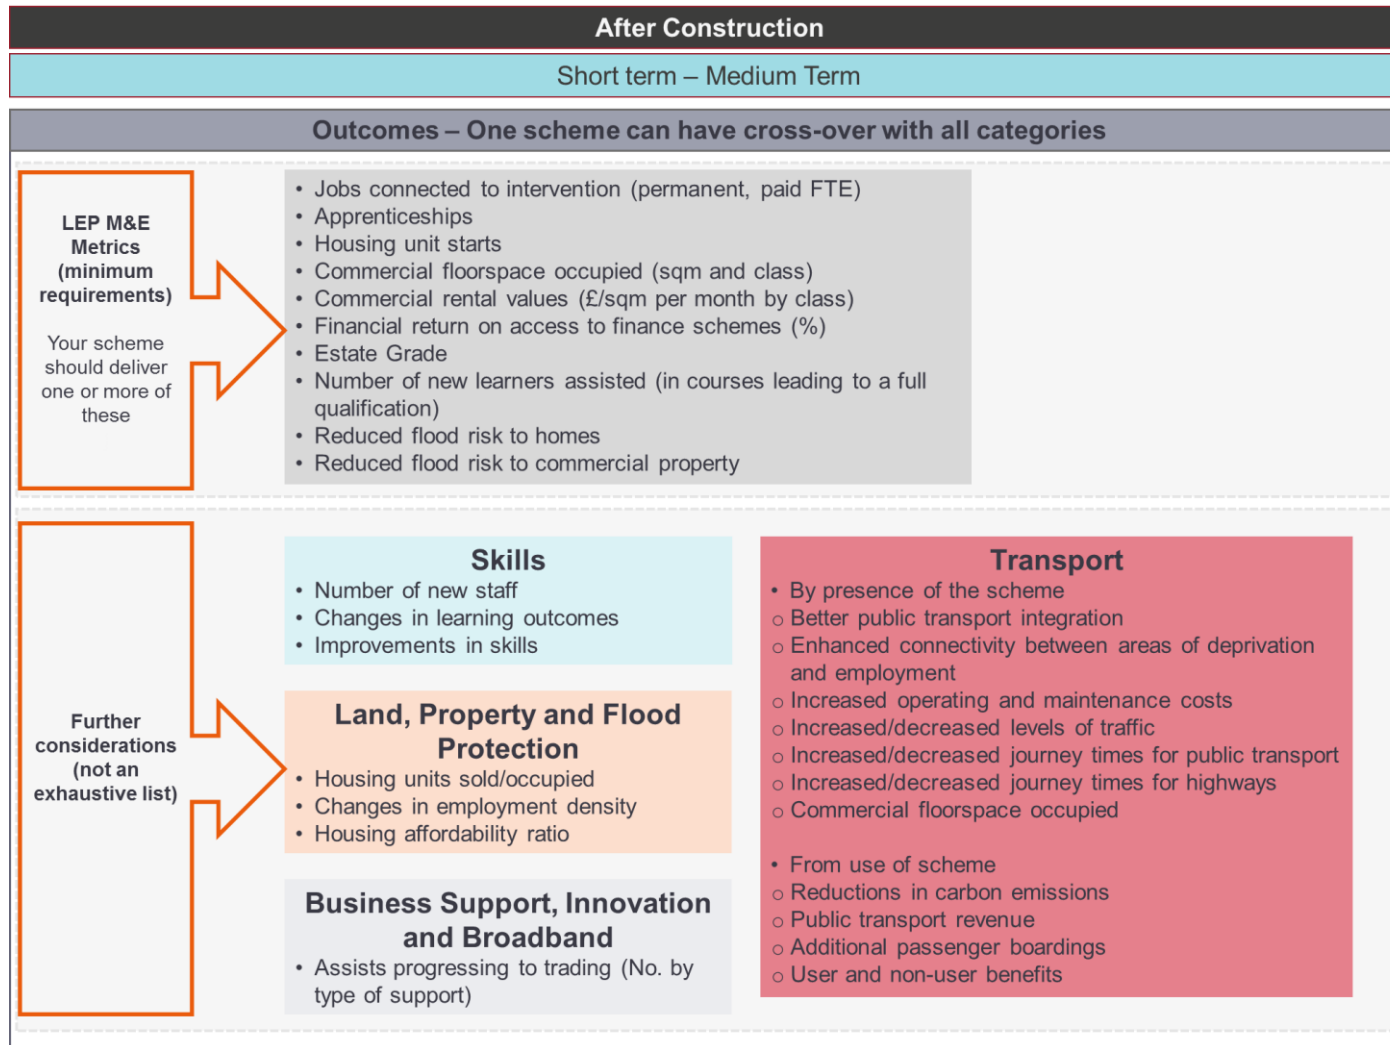 After Construction
Short term – Medium Term
Outcomes – One scheme can have cross-over with all categories
LEP M&E
Metrics
(minimum
requirements)
Your scheme
should deliver
one or more of
these
• Jobs connected to intervention (permanent, paid FTE)
• Apprenticeships
• Housing unit starts
• Commercial floorspace occupied (sqm and class)
• Commercial rental values (£/sqm per month by class)
• Financial return on access to finance schemes (%)
• Estate Grade
• Number of new learners assisted (in courses leading to a full
qualification)
• Reduced flood risk to homes
• Reduced flood risk to commercial property
Further
considerations
(not an
exhaustive list)
Skills
• Number of new staff
• Changes in learning outcomes
• Improvements in skills
Land, Property and Flood
Protection
• Housing units sold/occupied
• Changes in employment density
• Housing affordability ratio
Business Support, Innovation
and Broadband
• Assists progressing to trading (No. by
type of support)
Transport
• By presence of the scheme
o Better public transport integration
o Enhanced connectivity between areas of deprivation
and employment
o Increased operating and maintenance costs
o Increased/decreased levels of traffic
o Increased/decreased journey times for public transport
o Increased/decreased journey times for highways
o Commercial floorspace occupied
• From use of scheme
o Reductions in carbon emissions
o Public transport revenue
o Additional passenger boardings
o User and non-user benefits